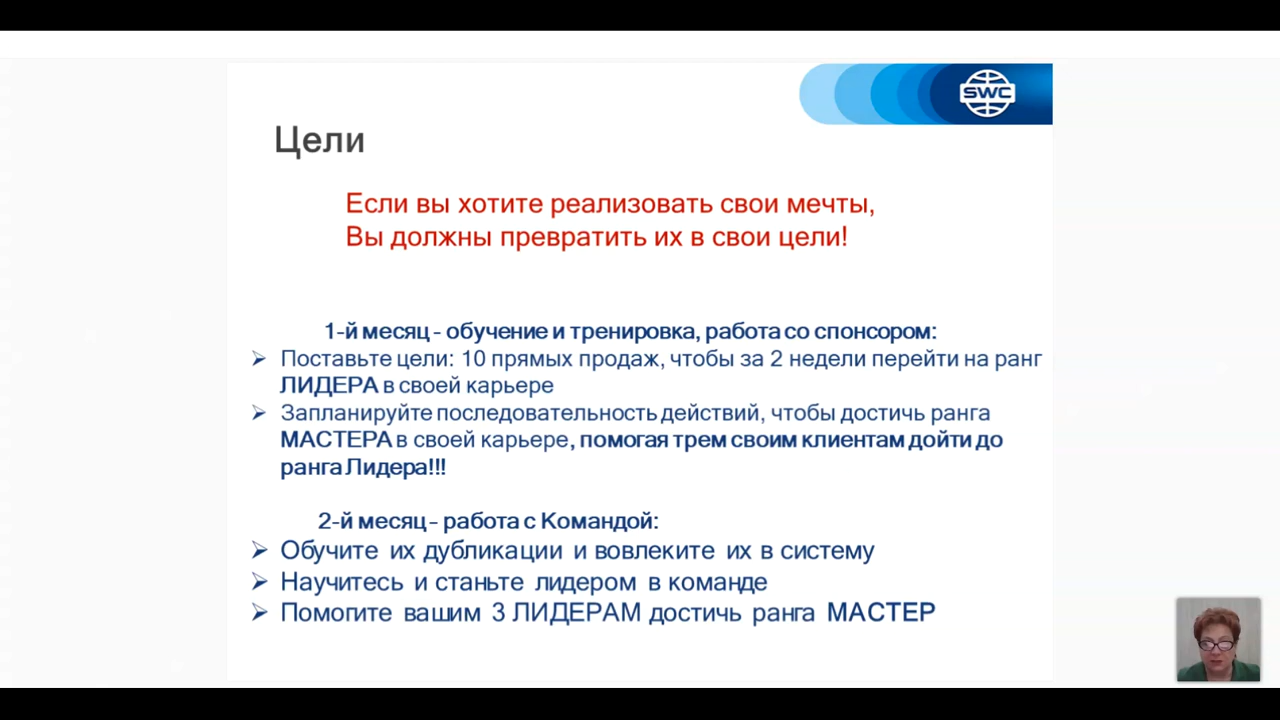 SWC
Цели
Если вы хотите реализовать свои мечты,
Вы должны превратить их в свои цели!
1-й месяц - обучение и тренировка, работа со спонсором:
Поставьте цели: 10 прямых продаж, чтобы за 2 недели перейти на ранг
ЛИДЕРА в своей карьере
Запланируйте последовательность действий, чтобы достичь ранга
МАСТЕРА в своей карьере, помогая трем своим клиентам дойти до
ранга Лидера!!!
2-й месяц - работа с Командой:
Обучите их дубликации и вовлеките их в систему
Научитесь и станьте лидером в команде
Помогите вашим 3 ЛИДЕРАМ достичь ранга МАСТЕР